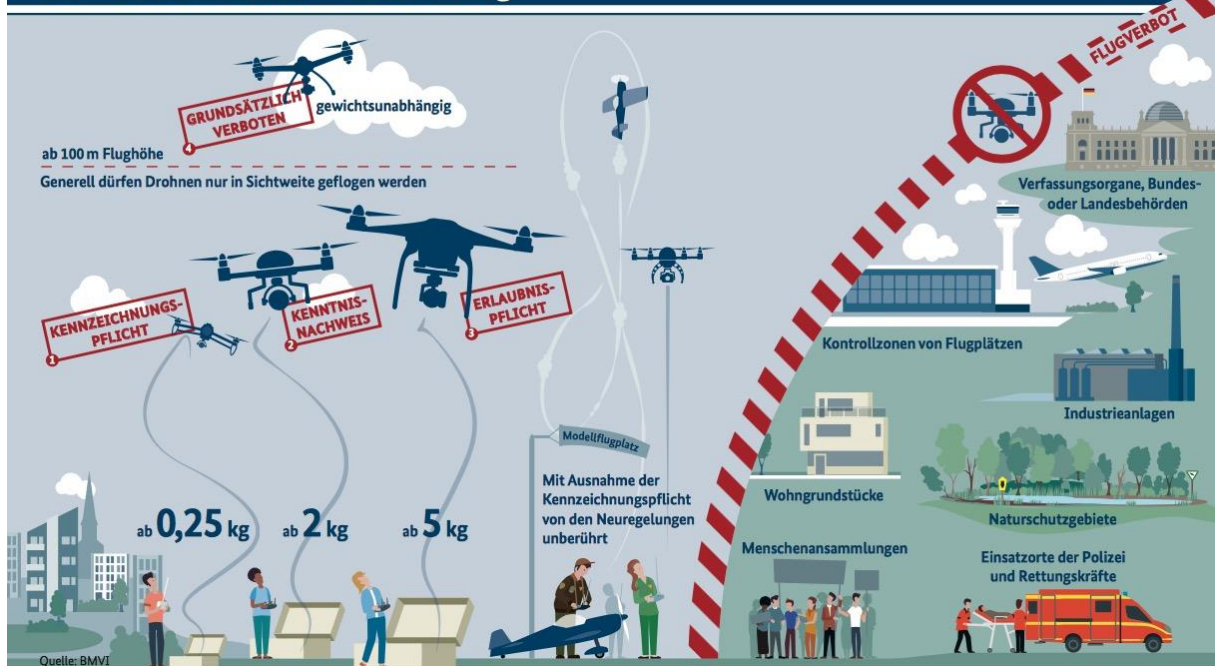 FLUGVERBOT
GRUNDSÄTZLICH
VERBOTEN
4
gewichtsunabhängig
ab 100 m Flughöhe
Generell dürfen Drohnen nur in Sichtweite geflogen werden
KENNZEICHNUNGS-
PFLICHT
1
KENNTNIS-
NACHWEIS
2
ERLAUBNIS-
PFLICHT
3
ab 0,25 kg
ab 2 kg
ab 5 kg
Modellflugplatz
Mit Ausnahme der
Kennzeichnungspflicht
von den Neuregelungen
unberührt
Verfassungsorgane, Bundes-
oder Landesbehörden
Kontrollzonen von Flugplätzen
Industrieanlagen
Wohngrundstücke
Naturschutzgebiete
Menschenansammlungen
Einsatzorte der Polizei
und Rettungskräfte
Quelle: BMVI